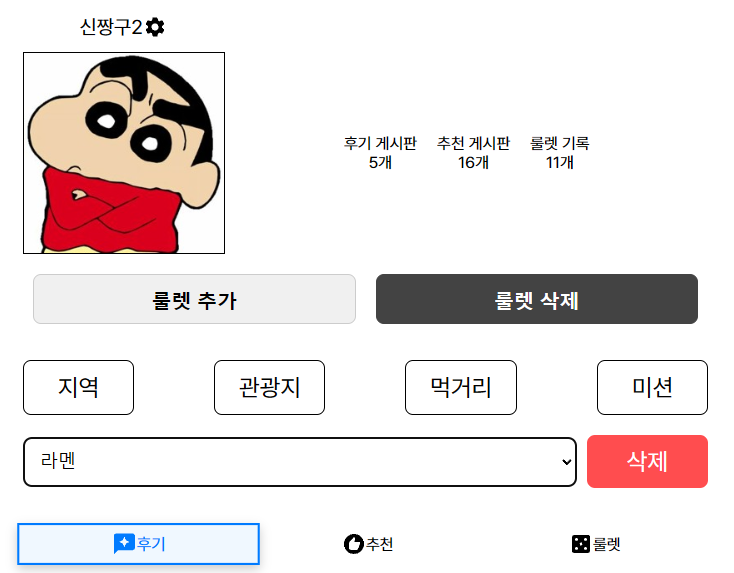 신짱구2
후기 게시판 추천 게시판 룰렛 기록
5개 16개 11개
룰렛 추가 룰렛 삭제
지역 관광지 먹거리 미션
라멘 삭제
후기 추천 룰렛